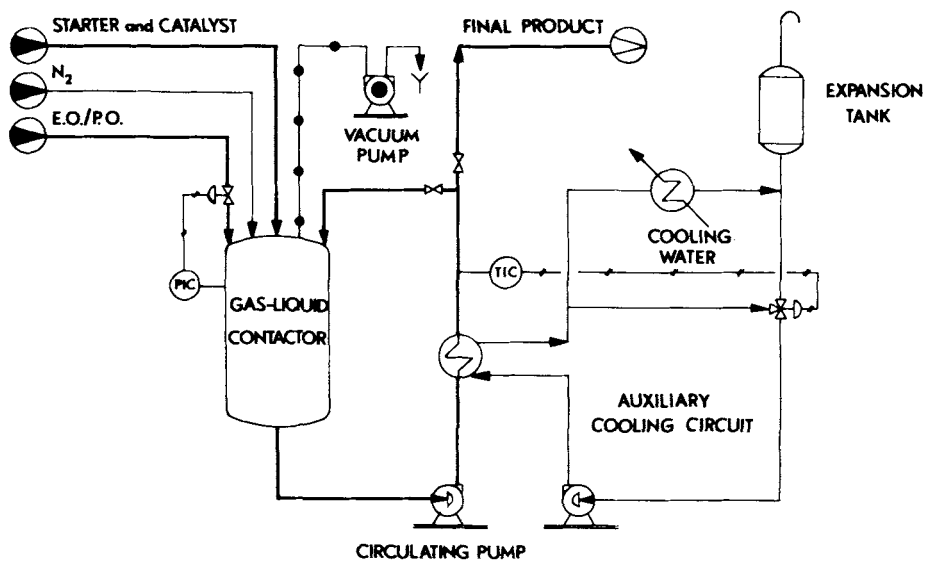 STARTER and CATALYST
N2
E.O./P.O.
FINAL PRODUCT
VACUUM
PUMP
EXPANSION
TANK
COOLING
WATER
TIC
PIC
GAS-LIQUID
CONTACTOR
AUXILIARY
COOLING CIRCUIT
CIRCULATING PUMP